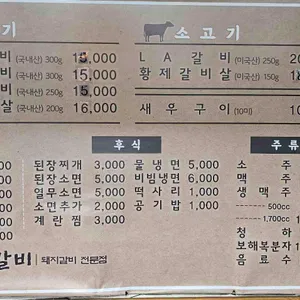 기
비 (국내산) 300g 15,000
비 (국내산) 300g 15,000
비 (국내산) 250g 15,000
살 (국내산) 200g 16,000
소고기
LA갈비 (미국산) 250g
황제갈비살 (미국산) 150g
새우구이 (10미)
후식
된장찌개 3,000
된장소면 5,000
열무소면 5,000
소면추가 2,000
계란찜 3,000
물냉면 5,000
비빔냉면 6,000
떡사리 1,000
공기밥 1,000
주류
소주
맥주
생맥주
500cc
1,700cc
청하
보해복분자
음료수
갈비 돼지갈비 전문점